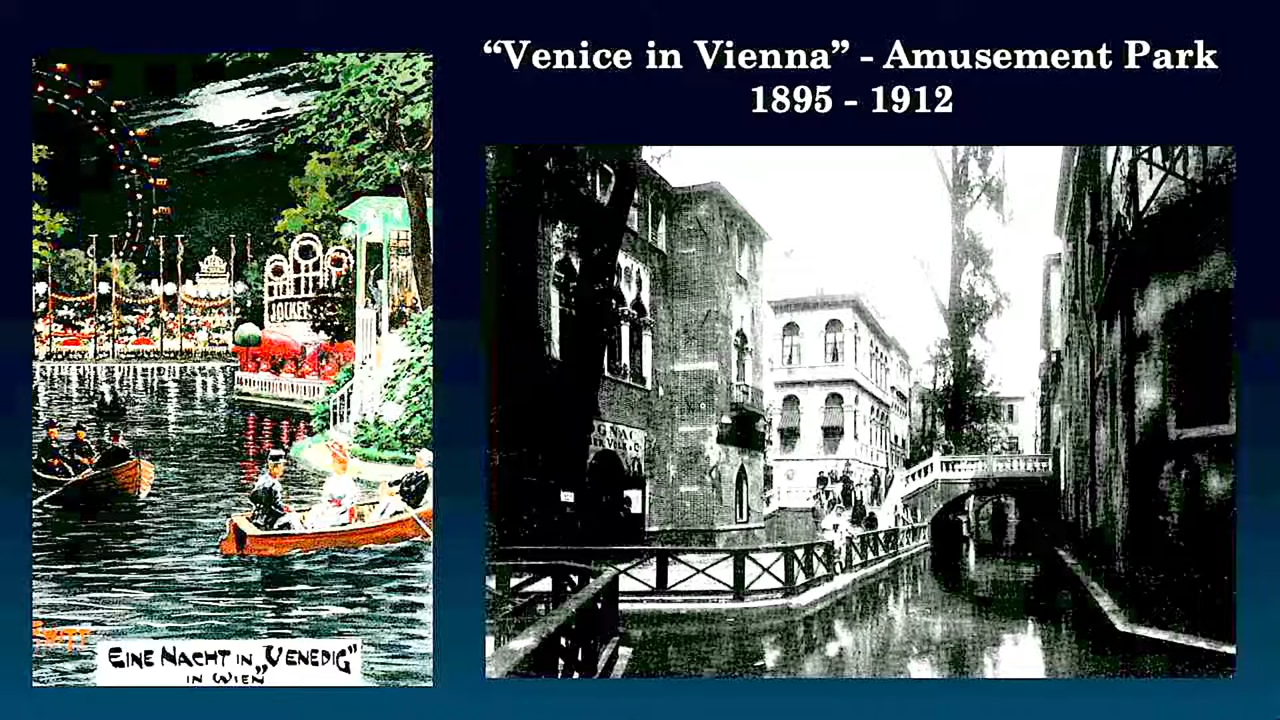 “Venice in Vienna” - Amusement Park
1895 - 1912
EINE NACHT IN „VENEDIG”
IN WIEN